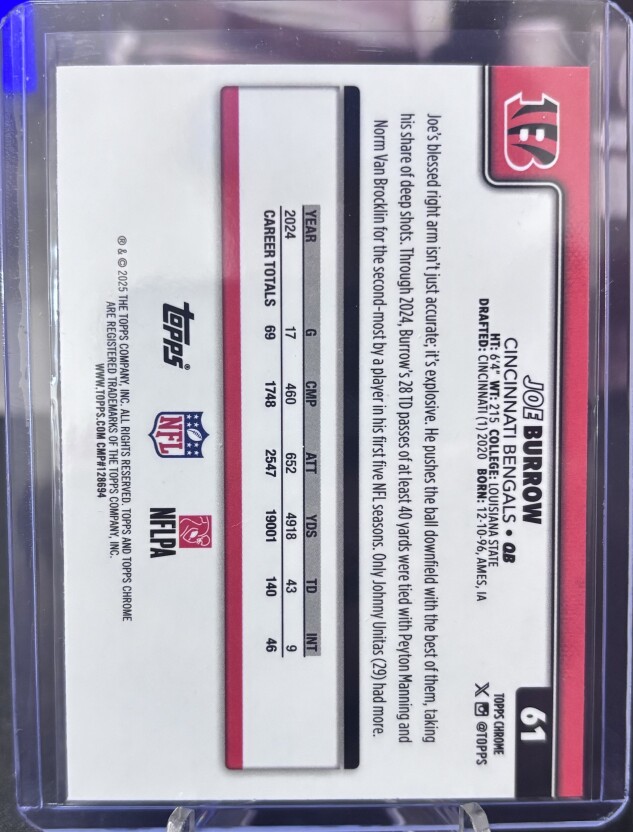 61
JOE BURROW
CINCINNATI BENGALS • QB
HT: 6'4" WT: 215 COLLEGE: LOUISIANA STATE
DRAFTED: CINCINNATI (1) 2020 BORN: 12-10-96, AMES, IA
TOPPS CHROME
X @TOPPS
Joe's blessed right arm isn't just accurate; it's explosive. He pushes the ball downfield with the best of them, taking
his share of deep shots. Through 2024, Burrow's 28 TD passes of at least 40 yards were tied with Peyton Manning and
Norm Van Brocklin for the second-most by a player in his first five NFL seasons. Only Johnny Unitas (29) had more.
YEAR G CMP ATT YDS TD INT
2024 17 460 652 4918 43 9
CAREER TOTALS 69 1748 2547 19001 140 46
topps®
NFL
NFLPA
® & © 2025 THE TOPPS COMPANY, INC. ALL RIGHTS RESERVED. TOPPS AND TOPPS CHROME
ARE REGISTERED TRADEMARKS OF THE TOPPS COMPANY, INC.
WWW.TOPPS.COM CMP#128694